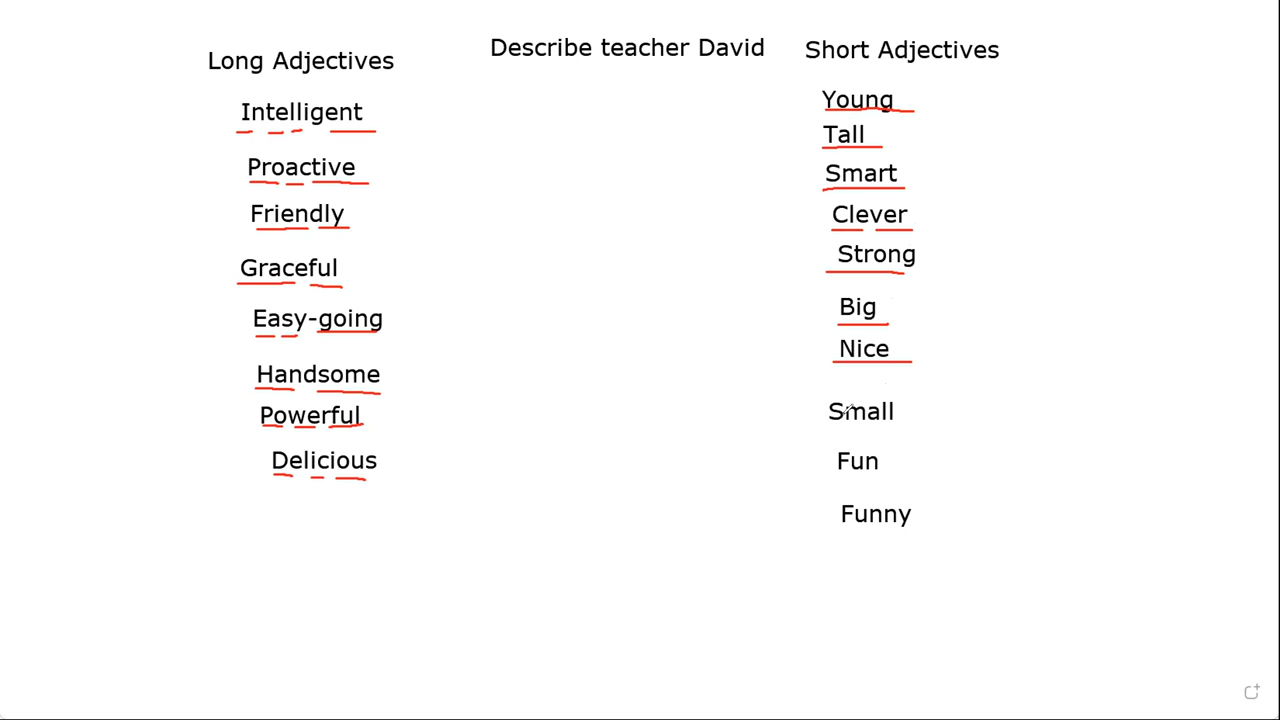 Describe teacher David
Long Adjectives
Intelligent
Proactive
Friendly
Graceful
Easy-going
Handsome
Powerful
Delicious
Short Adjectives
Young
Tall
Smart
Clever
Strong
Big
Nice
Small
Fun
Funny